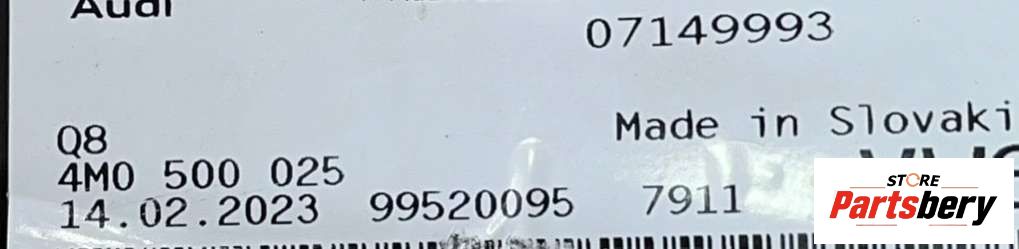 Audi
07149993
Made in Slovaki
Q8
4M0 500 025
14.02.2023 99520095 7911
STORE
Partsbery